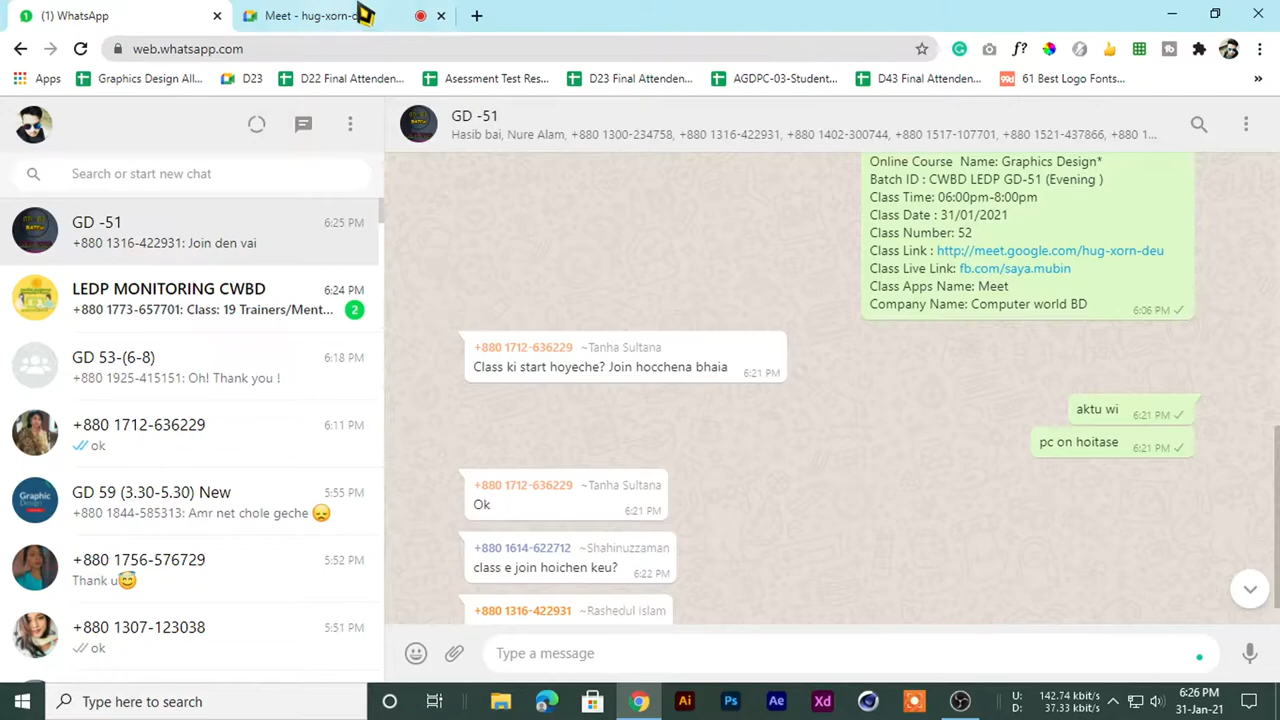 (1) WhatsApp
Meet - hug-xorn-
web.whatsapp.com
Apps
Graphics Design All...
D23
D22 Final Attenden...
Asessment Test Res...
D23 Final Attenden...
AGDPC-03-Student...
D43 Final Attendenc...
61 Best Logo Fonts...
»
GD -51
Hasib bai, Nure Alam, +880 1300-234758, +880 1316-422931, +880 1402-300744, +880 1517-107701, +880 1521-437866, +880 1...
Search or start new chat
GD -51
6:25 PM
+880 1316-422931: Join den vai
LEDP MONITORING CWBD
6:24 PM
+880 1773-657701: Class: 19 Trainers/Ment...
2
GD 53-(6-8)
6:18 PM
+880 1925-415151: Oh! Thank you !
+880 1712-636229
6:11 PM
ok
GD 59 (3.30-5.30) New
5:55 PM
+880 1844-585313: Amr net chole geche 😞
Graphic
+880 1756-576729
5:52 PM
Thank u😇
+880 1307-123038
5:51 PM
ok
Online Course Name: Graphics Design*
Batch ID : CWBD LEDP GD-51 (Evening )
Class Time: 06:00pm-8:00pm
Class Date : 31/01/2021
Class Number: 52
Class Link : http://meet.google.com/hug-xorn-deu
Class Live Link: fb.com/saya.mubin
Class Apps Name: Meet
Company Name: Computer world BD
6:06 PM
+880 1712-636229 ~Tanha Sultana
Class ki start hoyeche? Join hocchena bhaia
6:21 PM
aktu wi
6:21 PM
pc on hoitase
6:21 PM
+880 1712-636229 ~Tanha Sultana
Ok
6:21 PM
+880 1614-622712 ~Shahinuzzaman
class e join hoichen keu?
6:22 PM
+880 1316-422931 ~Rashedul islam
Type a message
Type here to search
Ai
Ps
Ae
Xd
U: 142.74 kbit/s
D: 37.33 kbit/s
6:26 PM
31-Jan-21